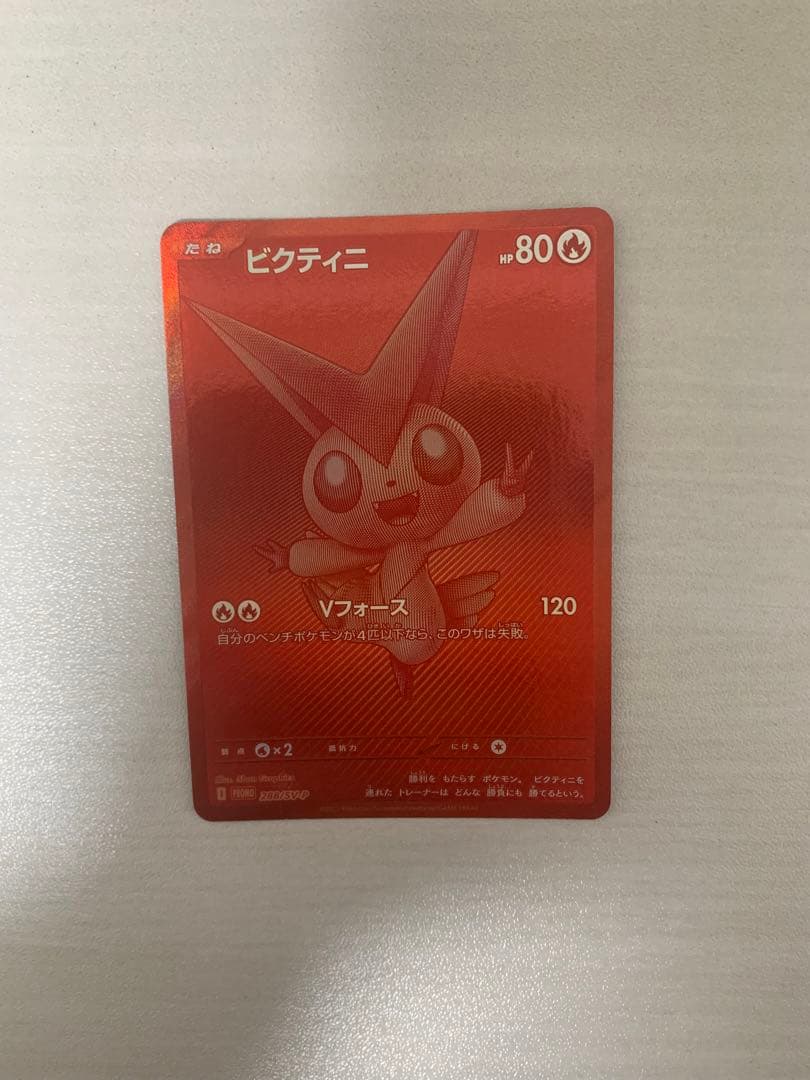 たね ビクティニ HP 80
Vフォース 120
自分のベンチポケモンが4匹以下なら、このワザは失敗。
弱点 ×2 抵抗力 にげる
勝利を もたらす ポケモン。 ビクティニを
連れた トレーナーは どんな 勝負にも 勝てるという。
I PROMO 288/SV-P